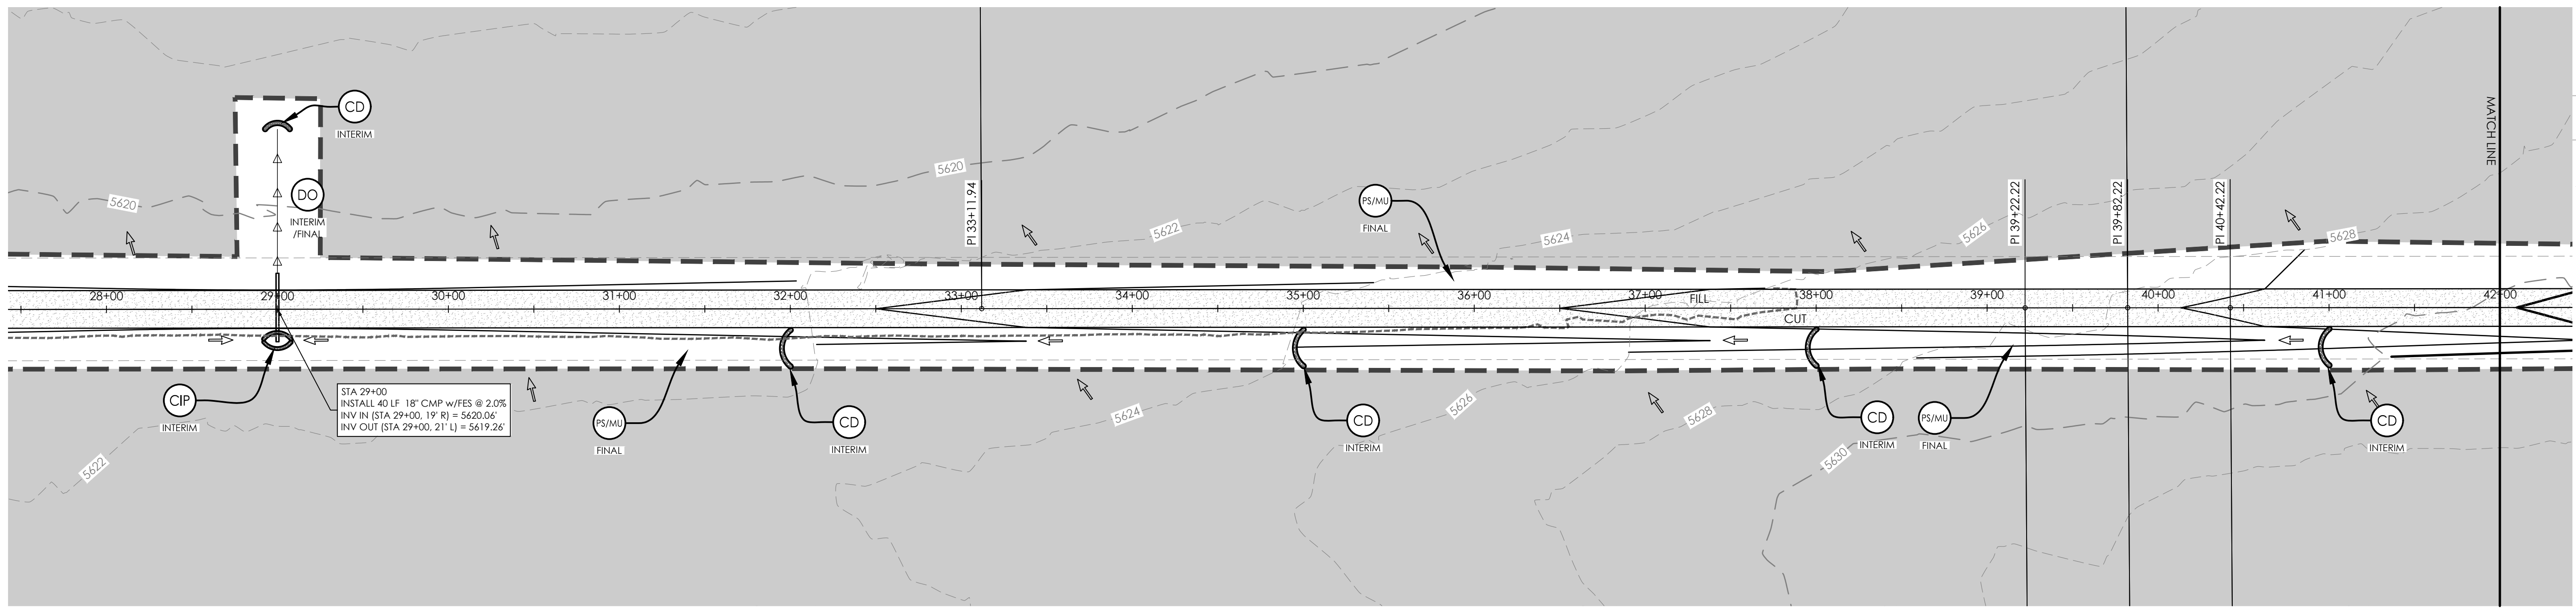 MATCH LINE
CD
INTERIM
DO
INTERIM
/FINAL
5620
5620
PI 33+11.94
5622
PS/MU
FINAL
5624
5626
PI 39+22.22
PI 39+82.22
PI 40+42.22
5628
28+00
29+00
30+00
31+00
32+00
33+00
34+00
35+00
36+00
37+00
38+00
39+00
40+00
41+00
42+00
FILL
CUT
CIP
INTERIM
STA 29+00
INSTALL 40 LF 18" CMP w/FES @ 2.0%
INV IN (STA 29+00, 19' R) = 5620.06'
INV OUT (STA 29+00, 21' L) = 5619.26'
PS/MU
FINAL
CD
INTERIM
5624
CD
INTERIM
5626
5628
CD
INTERIM
PS/MU
FINAL
5630
CD
INTERIM
5622